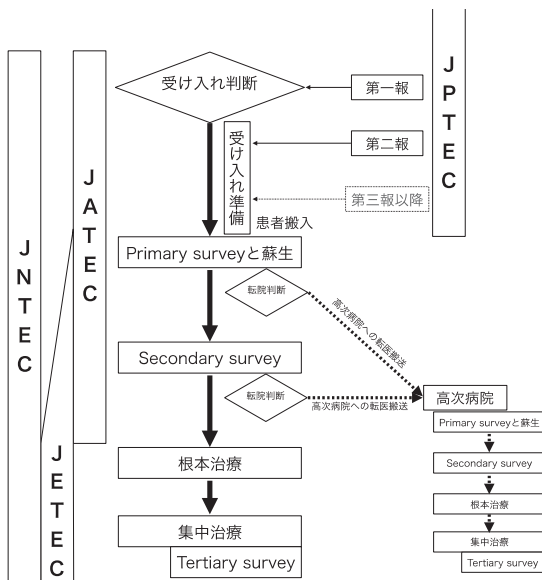 JNTEC
JATEC
JETEC
JPTEC
受け入れ判断
第一報
受け入れ準備
第二報
第三報以降
患者搬入
Primary surveyと蘇生
転院判断
高次病院への転医搬送
Secondary survey
転院判断
高次病院への転医搬送
根本治療
集中治療
Tertiary survey
高次病院
Primary surveyと蘇生
Secondary survey
根本治療
集中治療
Tertiary survey